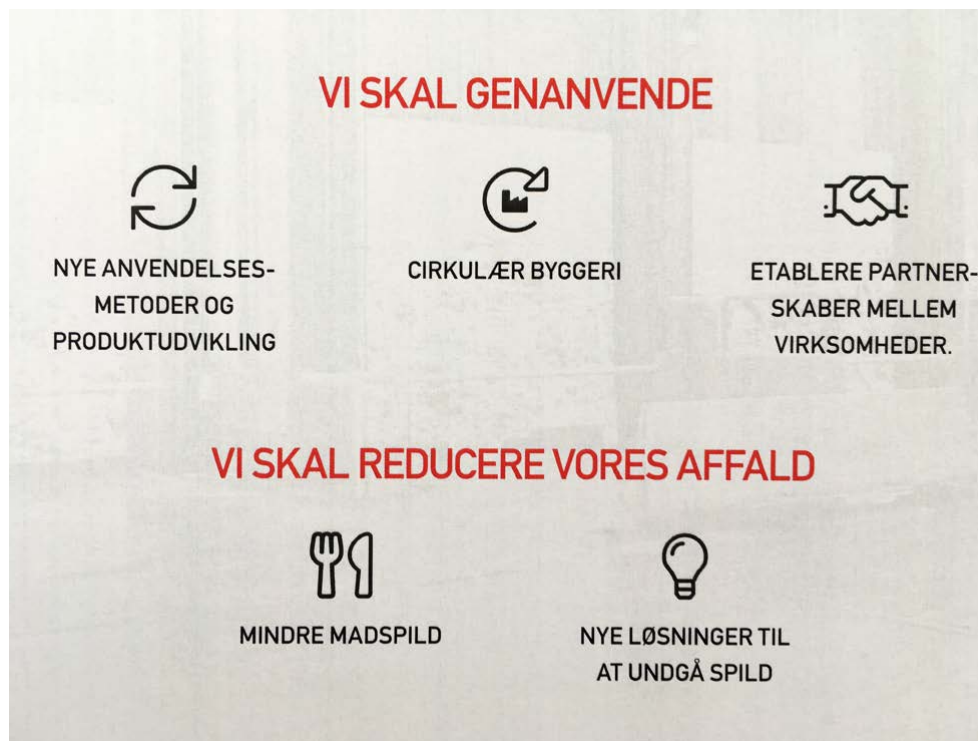 VI SKAL GENANVENDE
NYE ANVENDELSES-
METODER OG
PRODUKTUDVIKLING
CIRKULÆR BYGGERI
ETABLERE PARTNER-
SKABER MELLEM
VIRKSOMHEDER.
VI SKAL REDUCERE VORES AFFALD
MINDRE MADSPILD
NYE LØSNINGER TIL
AT UNDGÅ SPILD